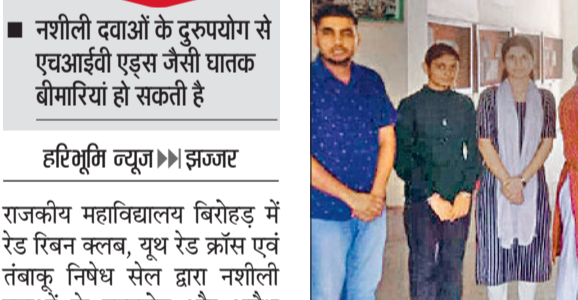 नशीली दवाओं के दुरुपयोग से
एचआईवी एड्स जैसी घातक
बीमारियां हो सकती है
हरिभूमि न्यूज झज्जर
राजकीय महाविद्यालय बिरोहड़ में
रेड रिबन क्लब, यूथ रेड क्रॉस एवं
तंबाकू निषेध सेल द्वारा नशीली